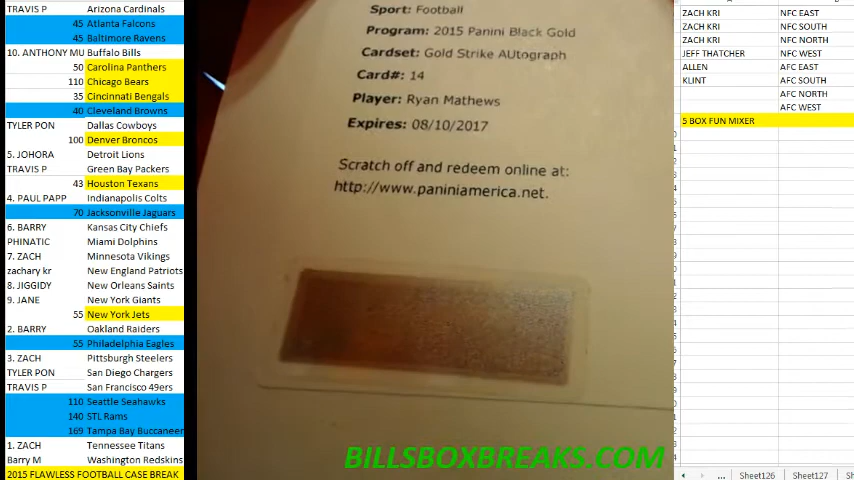 TRAVIS P Arizona Cardinals
45 Atlanta Falcons
45 Baltimore Ravens
10. ANTHONY MU Buffalo Bills
50 Carolina Panthers
110 Chicago Bears
35 Cincinnati Bengals
40 Cleveland Browns
TYLER PON Dallas Cowboys
100 Denver Broncos
5. JOHORA Detroit Lions
TRAVIS P Green Bay Packers
43 Houston Texans
4. PAUL PAPP Indianapolis Colts
70 Jacksonville Jaguars
6. BARRY Kansas City Chiefs
PHINATIC Miami Dolphins
7. ZACH Minnesota Vikings
zachary kr New England Patriots
8. JIGGIDY New Orleans Saints
9. JANE New York Giants
55 New York Jets
2. BARRY Oakland Raiders
55 Philadelphia Eagles
3. ZACH Pittsburgh Steelers
TYLER PON San Diego Chargers
TRAVIS P San Francisco 49ers
110 Seattle Seahawks
140 STL Rams
169 Tampa Bay Buccaneer
1. ZACH Tennessee Titans
Barry M Washington Redskins
2015 FLAWLESS FOOTBALL CASE BREAK
Sport: Football
Program: 2015 Panini Black Gold
Cardset: Gold Strike AUtograph
Card#: 14
Player: Ryan Mathews
Expires: 08/10/2017
Scratch off and redeem online at:
http://www.paniniamerica.net.
BILLSBOXBREAKS.COM
ZACH KRI NFC EAST
ZACH KRI NFC SOUTH
ZACH KRI NFC NORTH
JEFF THATCHER NFC WEST
ALLEN AFC EAST
KLINT AFC SOUTH
AFC NORTH
AFC WEST
5 BOX FUN MIXER
... Sheet126 Sheet127 Sh